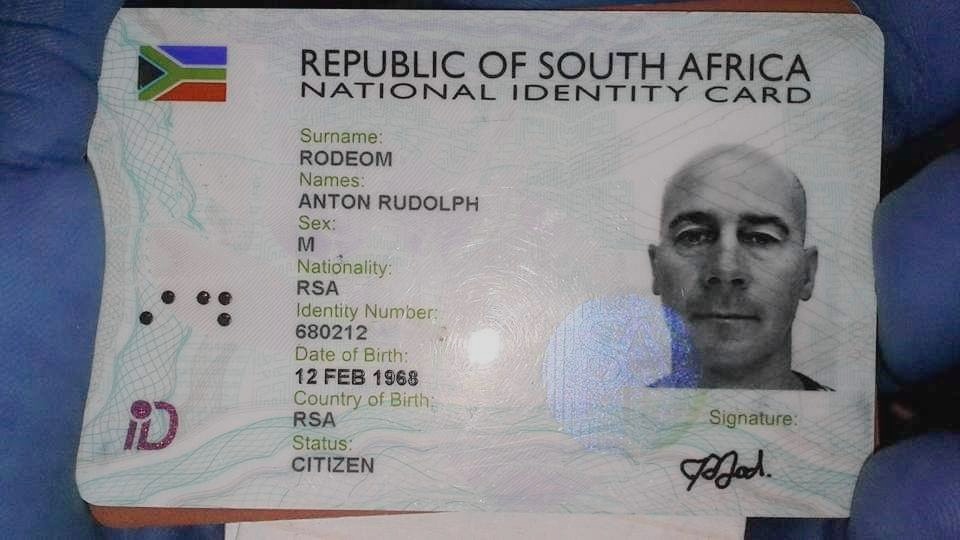 REPUBLIC OF SOUTH AFRICA
NATIONAL IDENTITY CARD
Surname:
RODEOM
Names:
ANTON RUDOLPH
Sex:
M
Nationality:
RSA
Identity Number:
680212
Date of Birth:
12 FEB 1968
Country of Birth:
RSA
Status:
CITIZEN
iD
Signature: